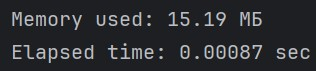 Memory used: 15.19 МБ
Elapsed time: 0.00087 sec